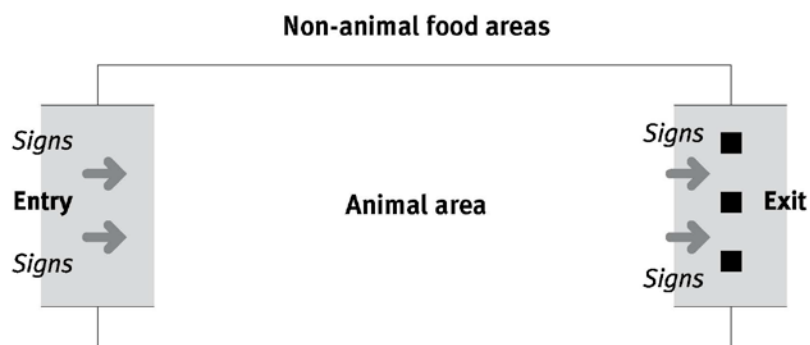 Non-animal food areas
Signs
Signs
Entry
Animal area
Exit
Signs
Signs